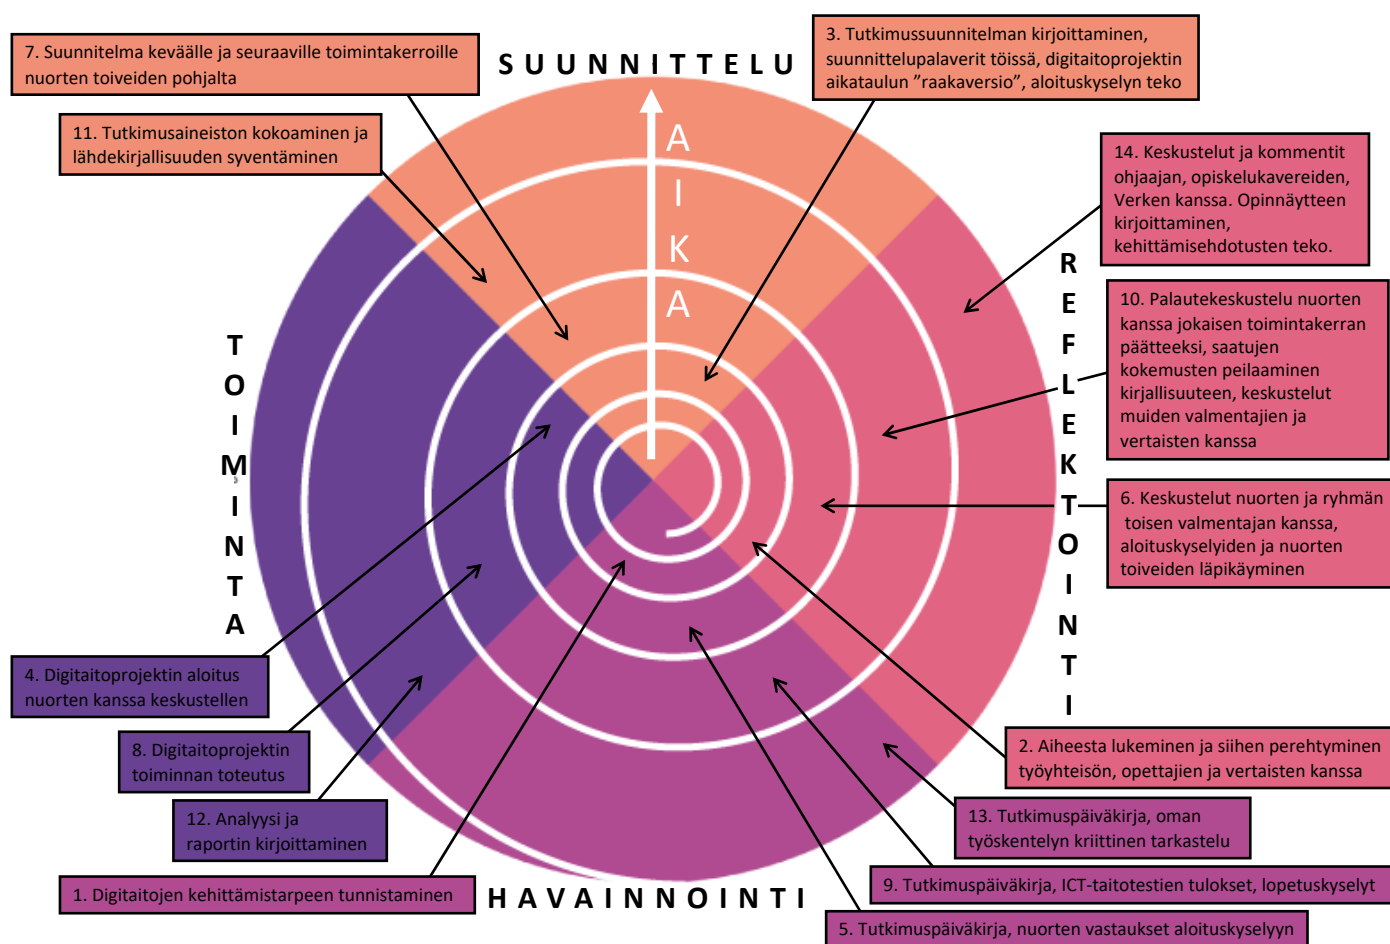 7. Suunnitelma keväälle ja seuraaville toimintakerroille
nuorten toiveiden pohjalta
SUUNNITTELU
3. Tutkimussuunnitelman kirjoittaminen,
suunnittelupalaverit töissä, digitaitoprojektin
aikataulun ”raakaversio”, aloituskyselyn teko
11. Tutkimusaineiston kokoaminen ja
lähdekirjallisuuden syventäminen
AIKA
14. Keskustelut ja kommentit
ohjaajan, opiskelukavereiden,
Verken kanssa. Opinnäytteen
kirjoittaminen,
kehittämisehdotusten teko.
REFLEKTOINTI
10. Palautekeskustelu nuorten
kanssa jokaisen toimintakerran
päätteeksi, saatujen
kokemusten peilaaminen
kirjallisuuteen, keskustelut
muiden valmentajien ja
vertaisten kanssa
TOIMINTA
6. Keskustelut nuorten ja ryhmän
toisen valmentajan kanssa,
aloituskyselyiden ja nuorten
toiveiden läpikäyminen
4. Digitaitoprojektin aloitus
nuorten kanssa keskustellen
8. Digitaitoprojektin
toiminnan toteutus
2. Aiheesta lukeminen ja siihen perehtyminen
työyhteisön, opettajien ja vertaisten kanssa
12. Analyysi ja
raportin kirjoittaminen
13. Tutkimuspäiväkirja, oman
työskentelyn kriittinen tarkastelu
1. Digitaitojen kehittämistarpeen tunnistaminen
HAVAINNOINTI
9. Tutkimuspäiväkirja, ICT-taitotestien tulokset, lopetuskyselyt
5. Tutkimuspäiväkirja, nuorten vastaukset aloituskyselyyn